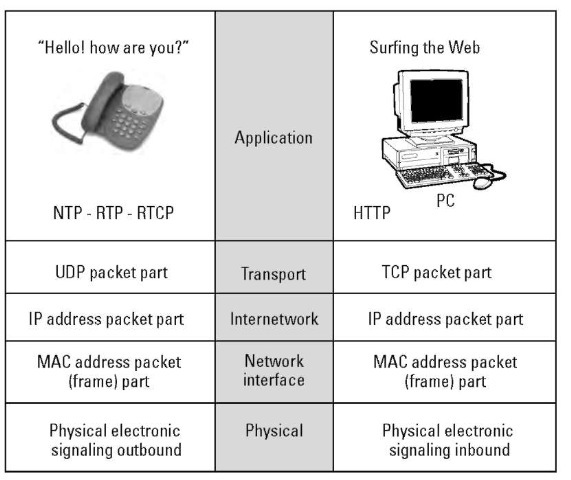 “Hello! how are you?”
Surfing the Web
Application
PC
NTP - RTP - RTCP
HTTP
UDP packet part
Transport
TCP packet part
IP address packet part
Internetwork
IP address packet part
MAC address packet
(frame) part
Network
interface
MAC address packet
(frame) part
Physical electronic
signaling outbound
Physical
Physical electronic
signaling inbound